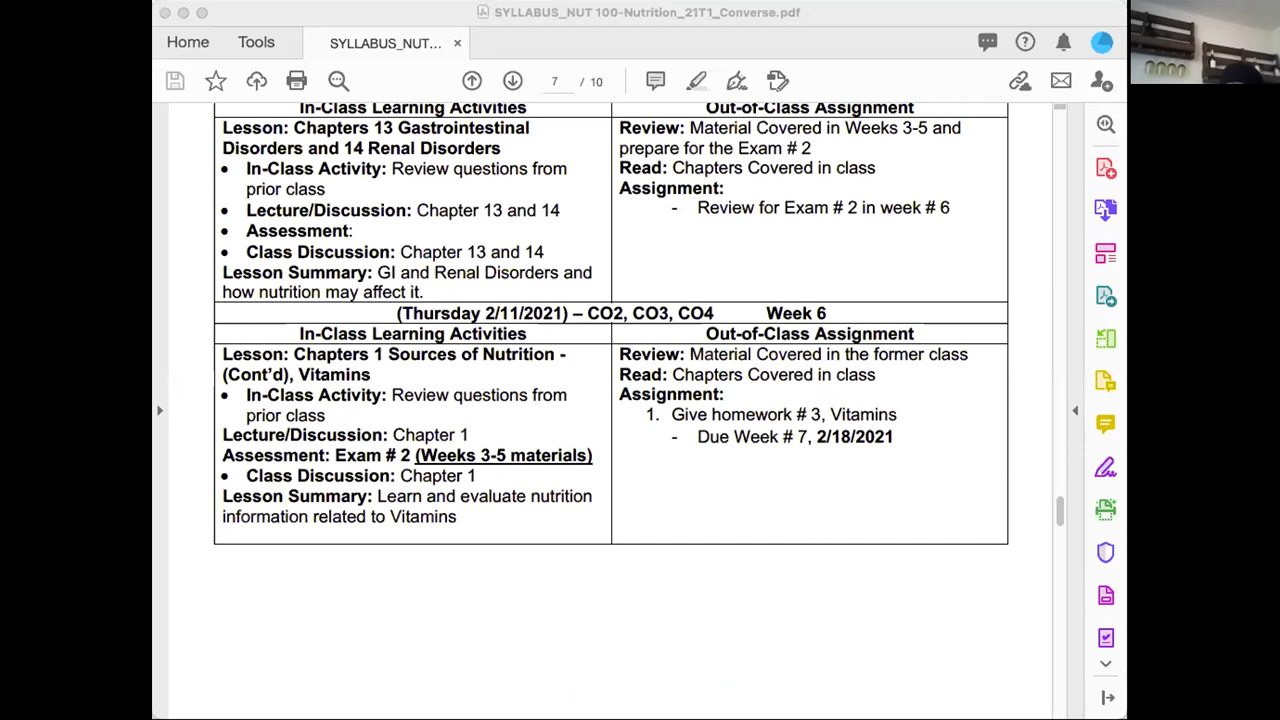 SYLLABUS_NUT 100-Nutrition_21T1_Converse.pdf
Home
Tools
SYLLABUS_NUT...
×
7 / 10
In-Class Learning Activities
Out-of-Class Assignment
Lesson: Chapters 13 Gastrointestinal
Disorders and 14 Renal Disorders
• In-Class Activity: Review questions from
prior class
• Lecture/Discussion: Chapter 13 and 14
• Assessment:
• Class Discussion: Chapter 13 and 14
Lesson Summary: GI and Renal Disorders and
how nutrition may affect it.
Review: Material Covered in Weeks 3-5 and
prepare for the Exam # 2
Read: Chapters Covered in class
Assignment:
- Review for Exam # 2 in week # 6
(Thursday 2/11/2021) – CO2, CO3, CO4 Week 6
In-Class Learning Activities
Out-of-Class Assignment
Lesson: Chapters 1 Sources of Nutrition -
(Cont'd), Vitamins
• In-Class Activity: Review questions from
prior class
Lecture/Discussion: Chapter 1
Assessment: Exam # 2 (Weeks 3-5 materials)
• Class Discussion: Chapter 1
Lesson Summary: Learn and evaluate nutrition
information related to Vitamins
Review: Material Covered in the former class
Read: Chapters Covered in class
Assignment:
1. Give homework # 3, Vitamins
- Due Week # 7, 2/18/2021